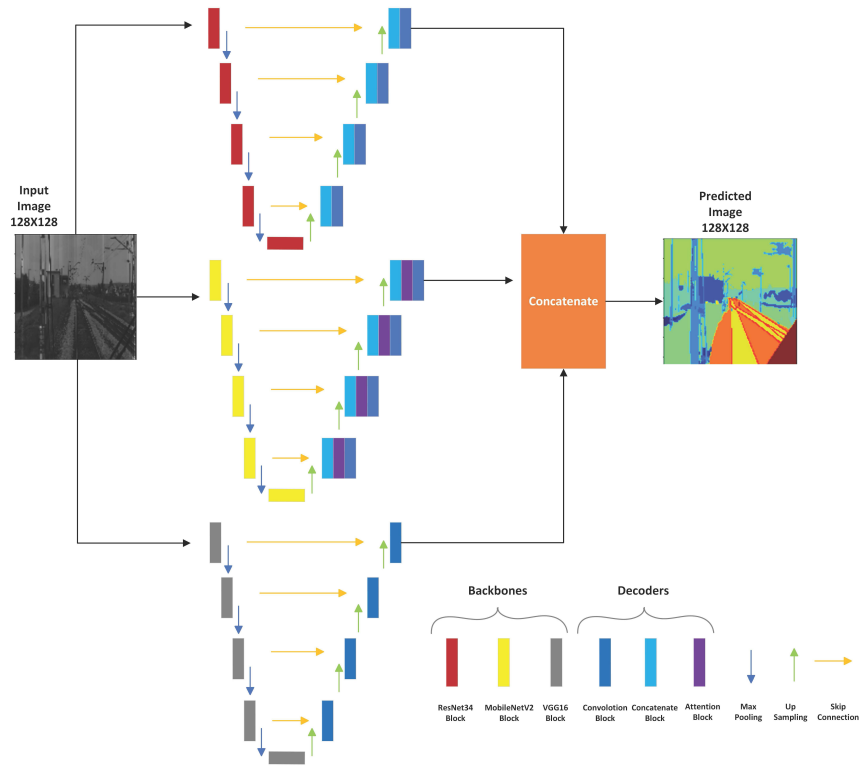 Input
Image
128X128
Predicted
Image
128X128
Concatenate
Backbones
Decoders
ResNet34
Block
MobileNetV2
Block
VGG16
Block
Convolotion
Block
Concatenate
Block
Attention
Block
Max
Pooling
Up
Sampling
Skip
Connection